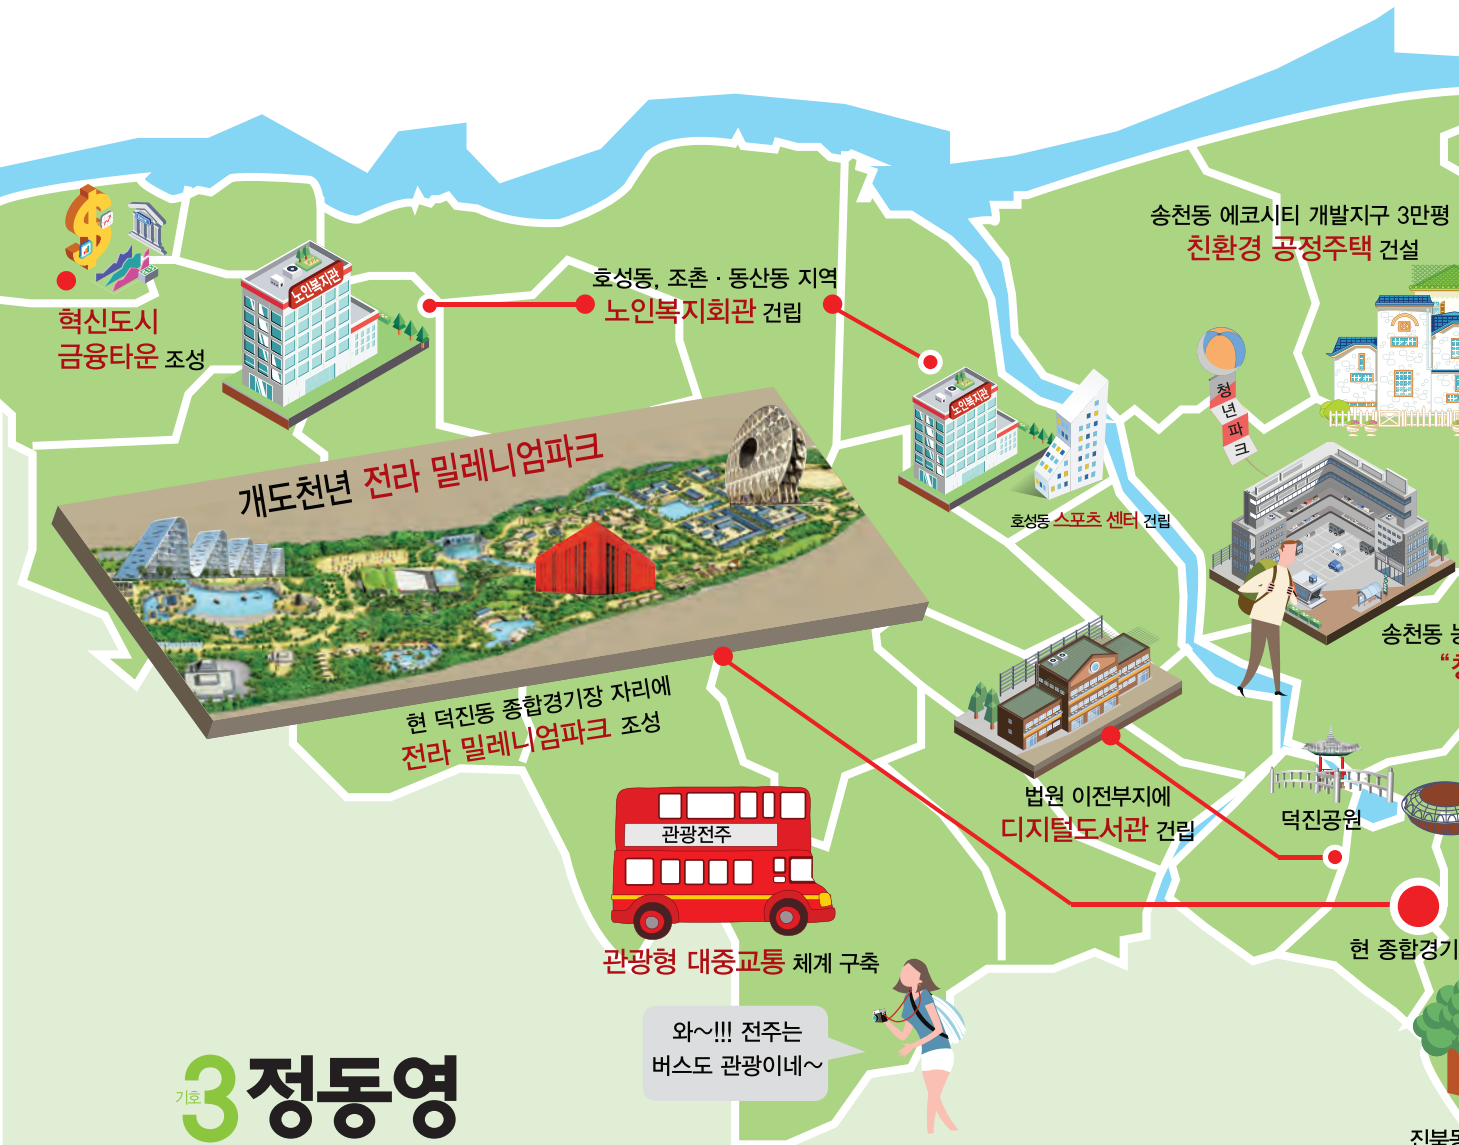 송천동 에코시티 개발지구 3만평
친환경 공정주택 건설
호성동, 조촌 · 동산동 지역
노인복지회관 건립
노인복지관
혁신도시
금융타운 조성
노인복지관
청년파크
개도천년 전라 밀레니엄파크
호성동 스포츠 센터 건립
송천동
“
현 덕진동 종합경기장 자리에
전라 밀레니엄파크 조성
법원 이전부지에
디지털도서관 건립
덕진공원
관광전주
현 종합경기
관광형 대중교통 체계 구축
와~!!! 전주는
버스도 관광이네~
기호 3 정동영